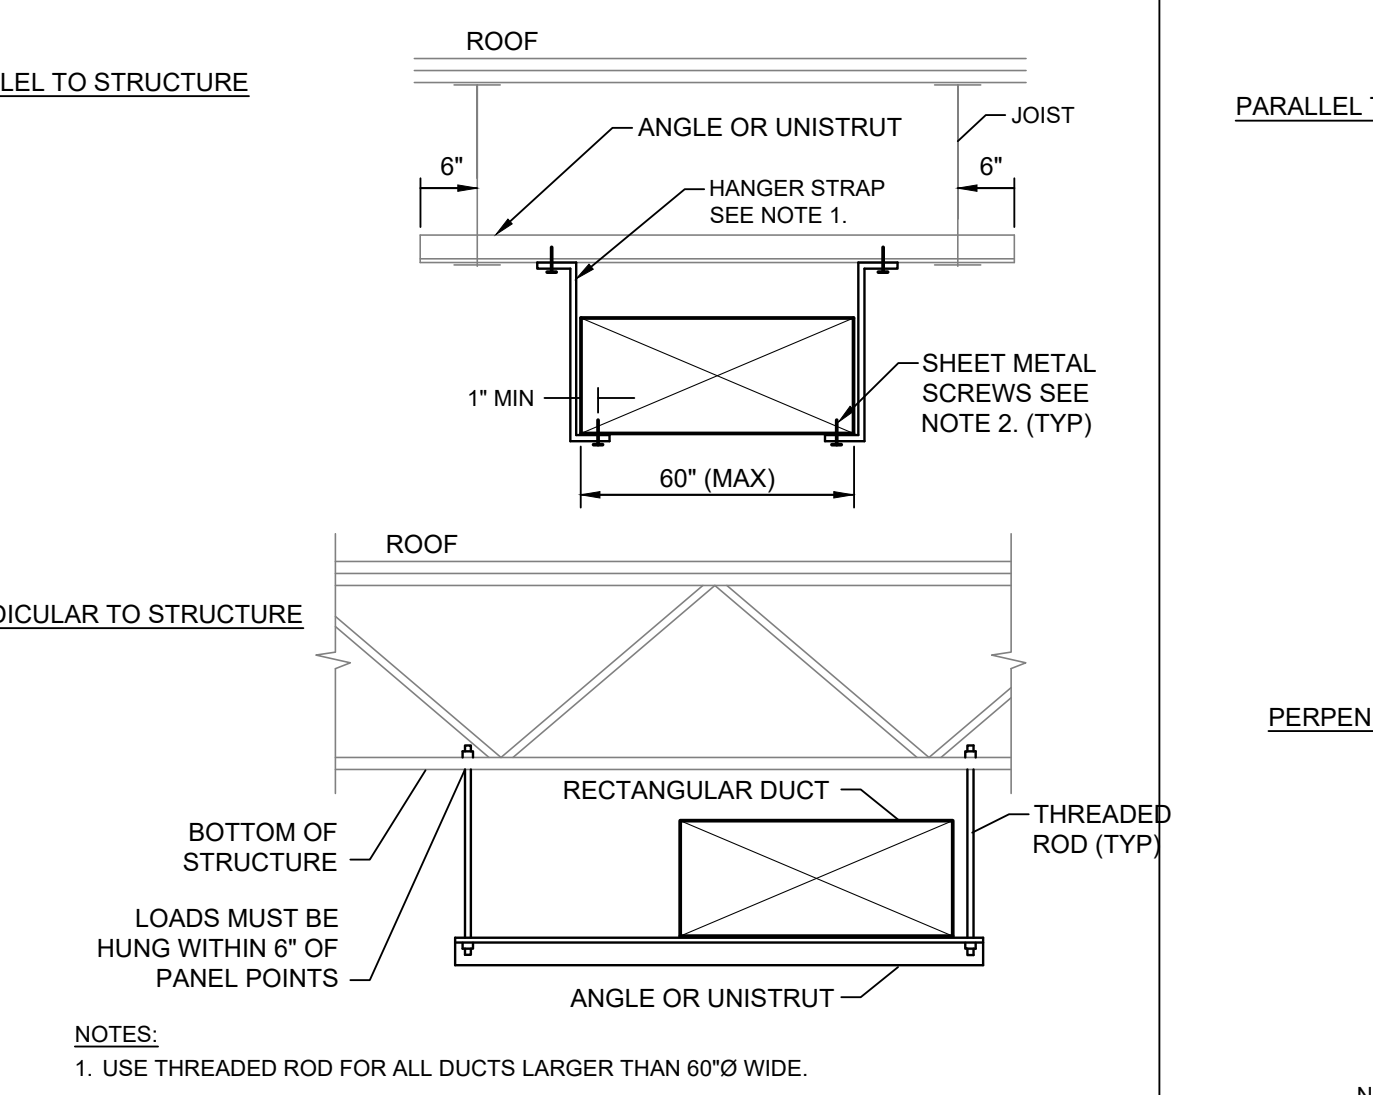 ROOF
LEL TO STRUCTURE
PARALLEL
JOIST
ANGLE OR UNISTRUT
6"
6"
HANGER STRAP
SEE NOTE 1.
SHEET METAL
SCREWS SEE
NOTE 2. (TYP)
1" MIN
60" (MAX)
ROOF
DICULAR TO STRUCTURE
PERPEN
RECTANGULAR DUCT
THREADED
ROD (TYP)
BOTTOM OF
STRUCTURE
LOADS MUST BE
HUNG WITHIN 6" OF
PANEL POINTS
ANGLE OR UNISTRUT
NOTES:
1. USE THREADED ROD FOR ALL DUCTS LARGER THAN 60"Ø WIDE.